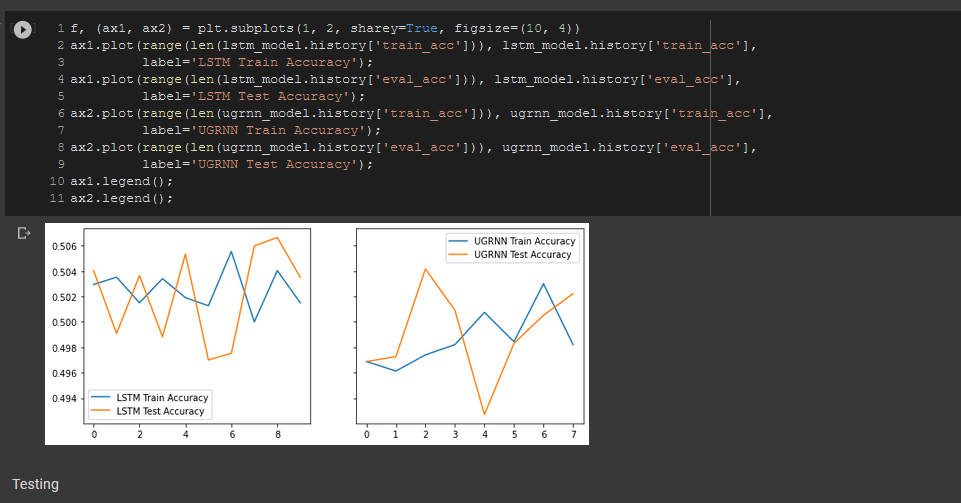 1 f, (ax1, ax2) = plt.subplots(1, 2, sharey=True, figsize=(10, 4))
2 ax1.plot(range(len(lstm_model.history['train_acc'])), lstm_model.history['train_acc'],
3          label='LSTM Train Accuracy');
4 ax1.plot(range(len(lstm_model.history['eval_acc'])), lstm_model.history['eval_acc'],
5          label='LSTM Test Accuracy');
6 ax2.plot(range(len(ugrnn_model.history['train_acc'])), ugrnn_model.history['train_acc'],
7          label='UGRNN Train Accuracy');
8 ax2.plot(range(len(ugrnn_model.history['eval_acc'])), ugrnn_model.history['eval_acc'],
9          label='UGRNN Test Accuracy');
10 ax1.legend();
11 ax2.legend();
0.506
0.504
0.502
0.500
0.498
0.496
0.494
LSTM Train Accuracy
LSTM Test Accuracy
0 2 4 6 8
UGRNN Train Accuracy
UGRNN Test Accuracy
0 1 2 3 4 5 6 7
Testing